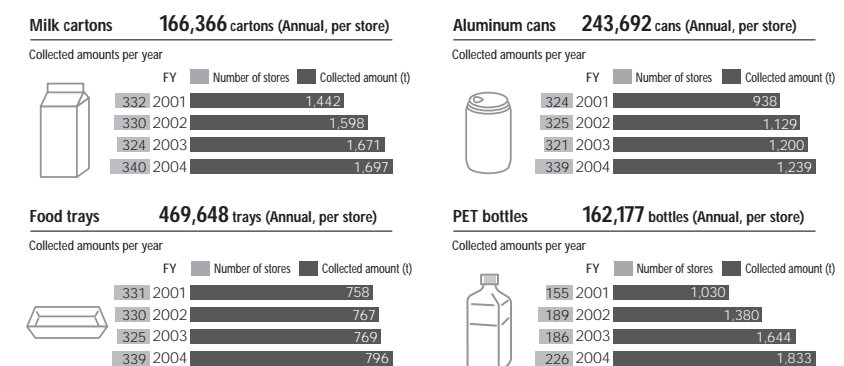 Milk cartons 166,366 cartons (Annual, per store)
Collected amounts per year
FY Number of stores Collected amount (t)
332 2001 1,442
330 2002 1,598
324 2003 1,671
340 2004 1,697
Aluminum cans 243,692 cans (Annual, per store)
Collected amounts per year
FY Number of stores Collected amount (t)
324 2001 938
325 2002 1,129
321 2003 1,200
339 2004 1,239
Food trays 469,648 trays (Annual, per store)
Collected amounts per year
FY Number of stores Collected amount (t)
331 2001 758
330 2002 767
325 2003 769
339 2004 796
PET bottles 162,177 bottles (Annual, per store)
Collected amounts per year
FY Number of stores Collected amount (t)
155 2001 1,030
189 2002 1,380
186 2003 1,644
226 2004 1,833